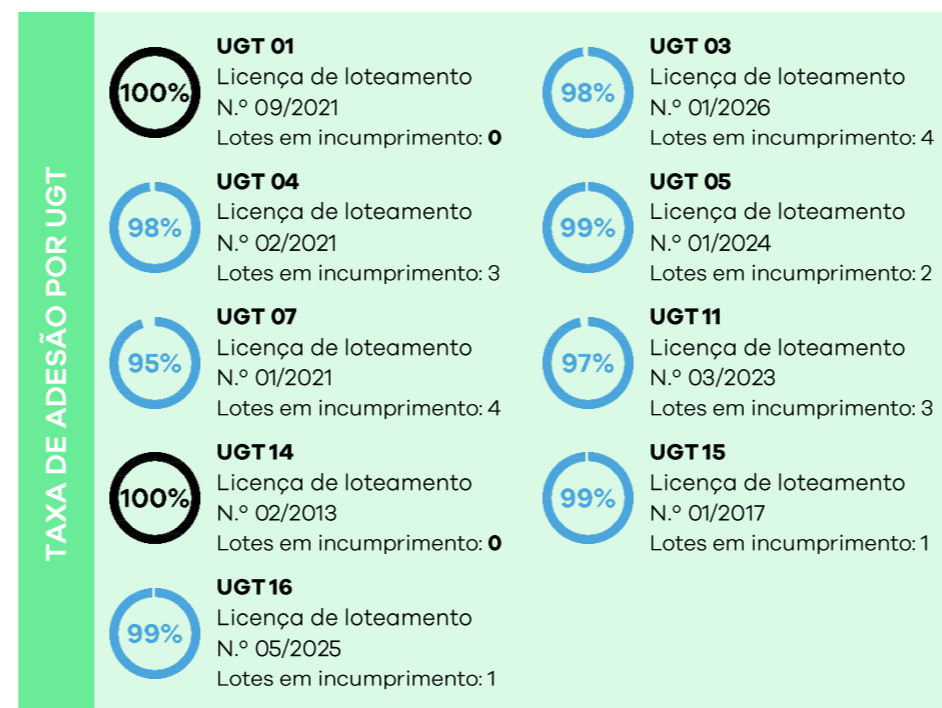 TAXA DE ADESÃO POR UGT
100%
UGT 01
Licença de loteamento
N.º 09/2021
Lotes em incumprimento: 0
98%
UGT 03
Licença de loteamento
N.º 01/2026
Lotes em incumprimento: 4
98%
UGT 04
Licença de loteamento
N.º 02/2021
Lotes em incumprimento: 3
99%
UGT 05
Licença de loteamento
N.º 01/2024
Lotes em incumprimento: 2
95%
UGT 07
Licença de loteamento
N.º 01/2021
Lotes em incumprimento: 4
97%
UGT 11
Licença de loteamento
N.º 03/2023
Lotes em incumprimento: 3
100%
UGT 14
Licença de loteamento
N.º 02/2013
Lotes em incumprimento: 0
99%
UGT 15
Licença de loteamento
N.º 01/2017
Lotes em incumprimento: 1
99%
UGT 16
Licença de loteamento
N.º 05/2025
Lotes em incumprimento: 1